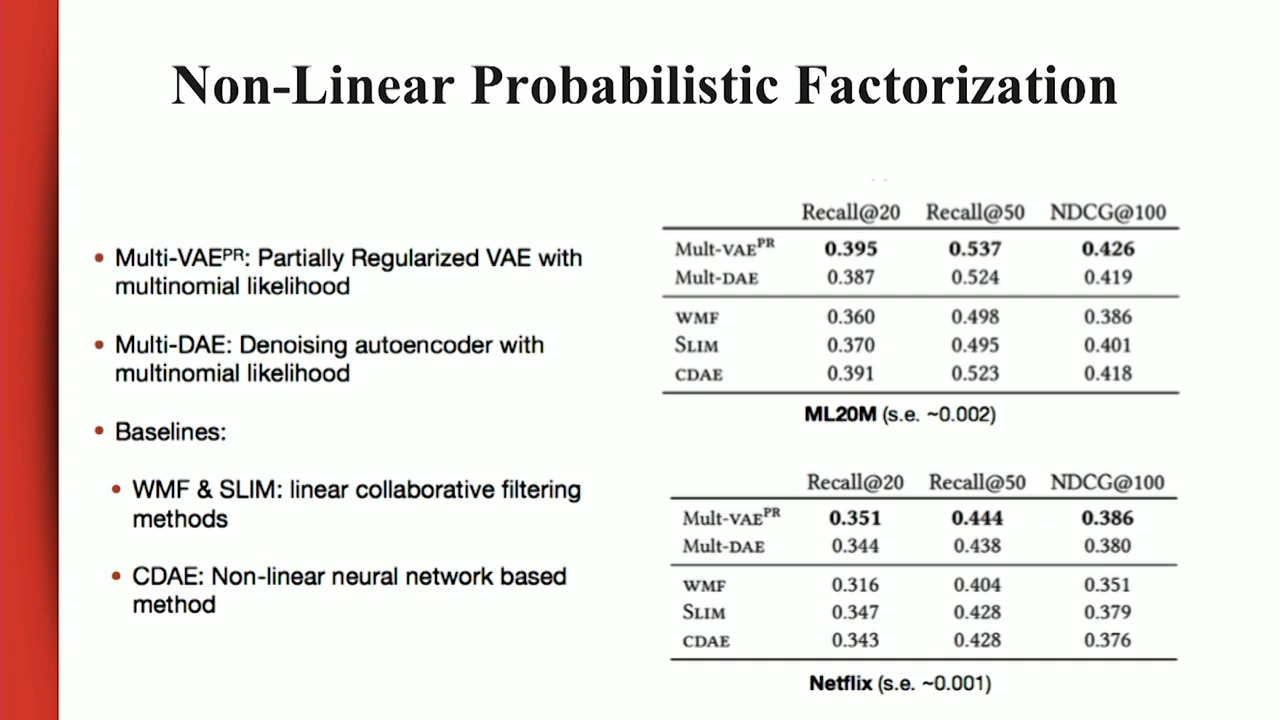 Non-Linear Probabilistic Factorization
• Multi-VAEᴾᴿ: Partially Regularized VAE with
multinomial likelihood
• Multi-DAE: Denoising autoencoder with
multinomial likelihood
• Baselines:
• WMF & SLIM: linear collaborative filtering
methods
• CDAE: Non-linear neural network based
method
Recall@20 Recall@50 NDCG@100
Mult-VAEᴾᴿ 0.395 0.537 0.426
Mult-DAE 0.387 0.524 0.419
WMF 0.360 0.498 0.386
SLIM 0.370 0.495 0.401
CDAE 0.391 0.523 0.418
ML20M (s.e. ~0.002)
Recall@20 Recall@50 NDCG@100
Mult-VAEᴾᴿ 0.351 0.444 0.386
Mult-DAE 0.344 0.438 0.380
WMF 0.316 0.404 0.351
SLIM 0.347 0.428 0.379
CDAE 0.343 0.428 0.376
Netflix (s.e. ~0.001)